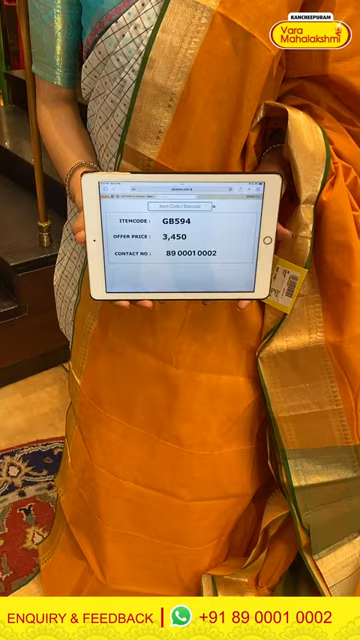 KANCHEEPURAM
Vara
Mahalakshmi
Item Code / Barcode
ITEMCODE : GB594
OFFER PRICE : 3,450
CONTACT NO : 89 0001 0002
ENQUIRY & FEEDBACK | +91 89 0001 0002